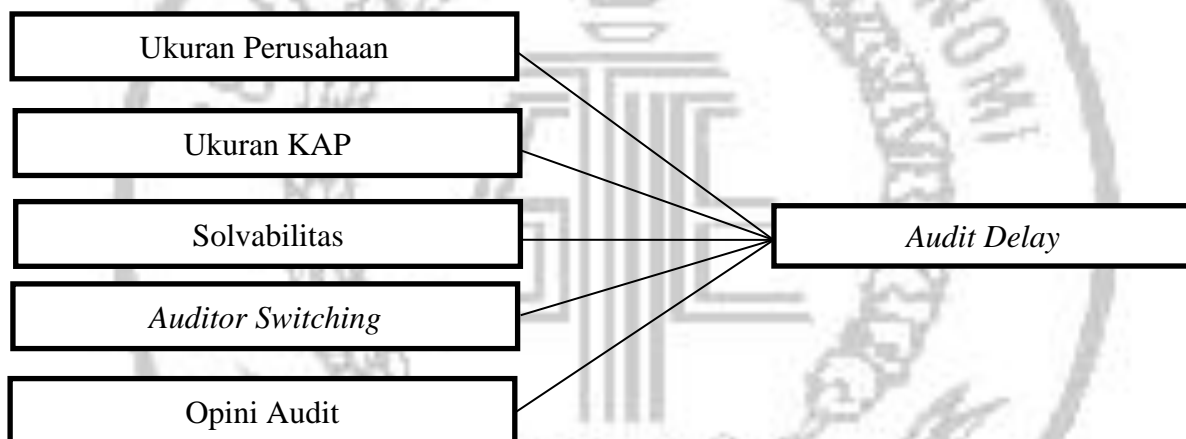 Ukuran Perusahaan
Ukuran KAP
Solvabilitas
Auditor Switching
Opini Audit
Audit Delay